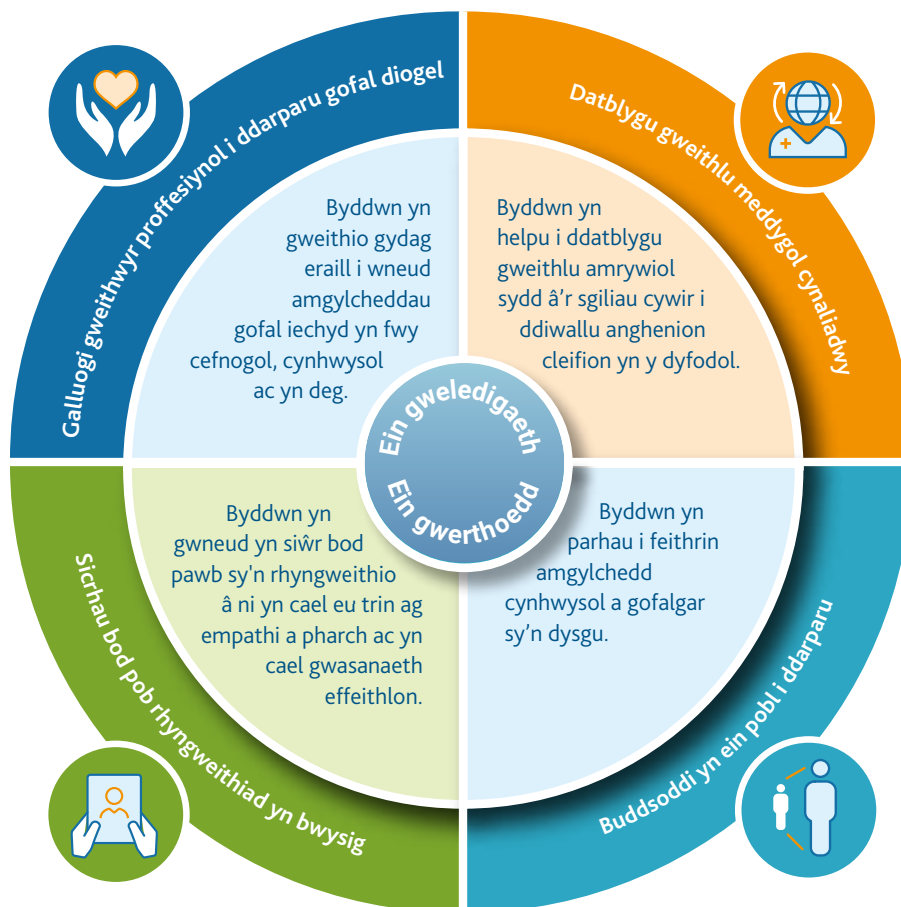 Galluogi gweithwyr proffesiynol i ddarparu gofal diogel
Byddwn yn
gweithio gydag
eraill i wneud
amgylcheddau
gofal iechyd yn fwy
cefnogol, cynhwysol
ac yn deg.
Datblygu gweithlu meddygol cynaliadwy
Byddwn yn
helpu i ddatblygu
gweithlu amrywiol
sydd â'r sgiliau cywir i
ddiwallu anghenion
cleifion yn y dyfodol.
Ein gweledigaeth
Ein gwerthoedd
Sicrhau bod pob rhyngweithiad yn bwysig
Byddwn yn
gwneud yn siŵr bod
pawb sy'n rhyngweithio
â ni yn cael eu trin ag
empathi a pharch ac yn
cael gwasanaeth
effeithlon.
Buddsoddi yn ein pobl i ddarparu
Byddwn yn
parhau i feithrin
amgylchedd
cynhwysol a gofalgar
sy’n dysgu.